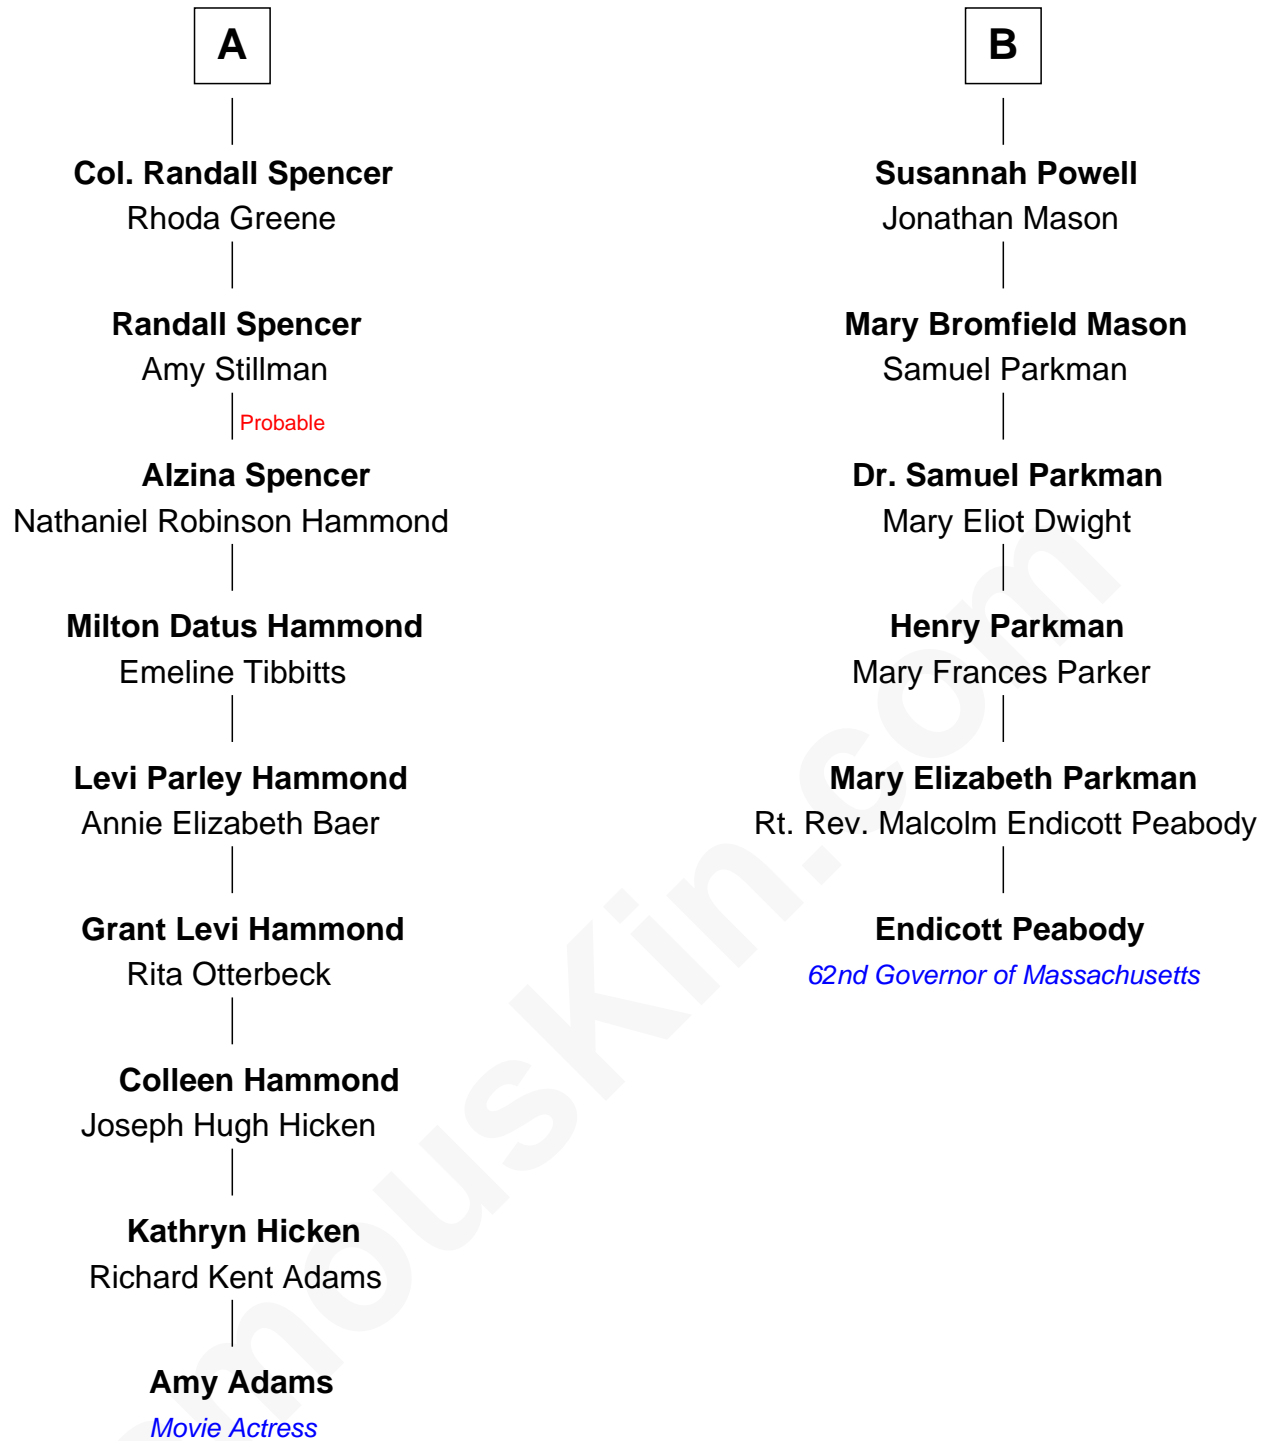 A
Col. Randall Spencer
Rhoda Greene
Randall Spencer
Amy Stillman
Probable
Alzina Spencer
Nathaniel Robinson Hammond
Milton Datus Hammond
Emeline Tibbitts
Levi Parley Hammond
Annie Elizabeth Baer
Grant Levi Hammond
Rita Otterbeck
Colleen Hammond
Joseph Hugh Hicken
Kathryn Hicken
Richard Kent Adams
Amy Adams
Movie Actress
B
Susannah Powell
Jonathan Mason
Mary Bromfield Mason
Samuel Parkman
Dr. Samuel Parkman
Mary Eliot Dwight
Henry Parkman
Mary Frances Parker
Mary Elizabeth Parkman
Rt. Rev. Malcolm Endicott Peabody
Endicott Peabody
62nd Governor of Massachusetts